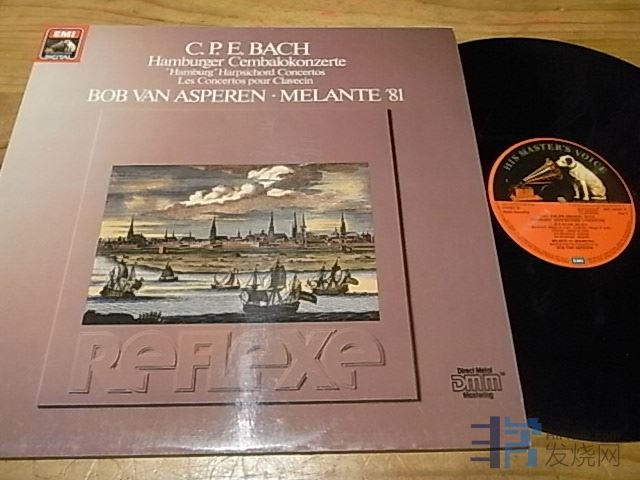 EMI
DIGITAL
C.P.E. BACH
Hamburger Cembalokonzerte
"Hamburg" Harpsichord Concertos
Les Concertos pour Clavecin
BOB VAN ASPEREN · MELANTE '81
REFLEXE
Direct Metal
DMM
Mastering
HIS MASTER'S VOICE
EMI
发烧网